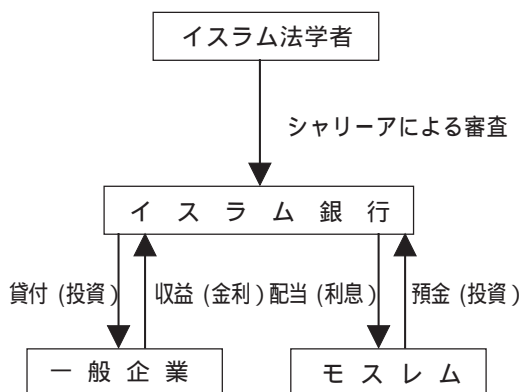 イスラム法学者
シャリーアによる審査
イスラム銀行
貸付 (投資) 収益 (金利) 配当 (利息) 預金 (投資)
一般企業 モスレム